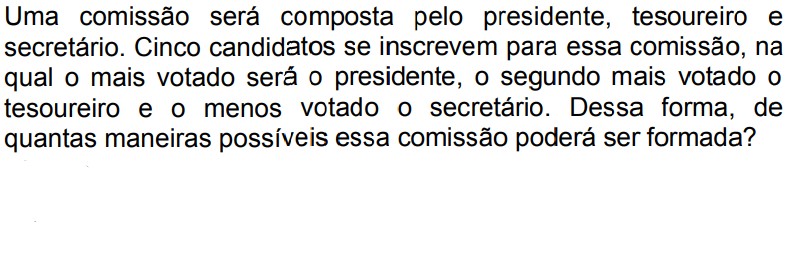 Uma comissão será composta pelo presidente, tesoureiro e
secretário. Cinco candidatos se inscrevem para essa comissão, na
qual o mais votado será o presidente, o segundo mais votado o
tesoureiro e o menos votado o secretário. Dessa forma, de
quantas maneiras possíveis essa comissão poderá ser formada?